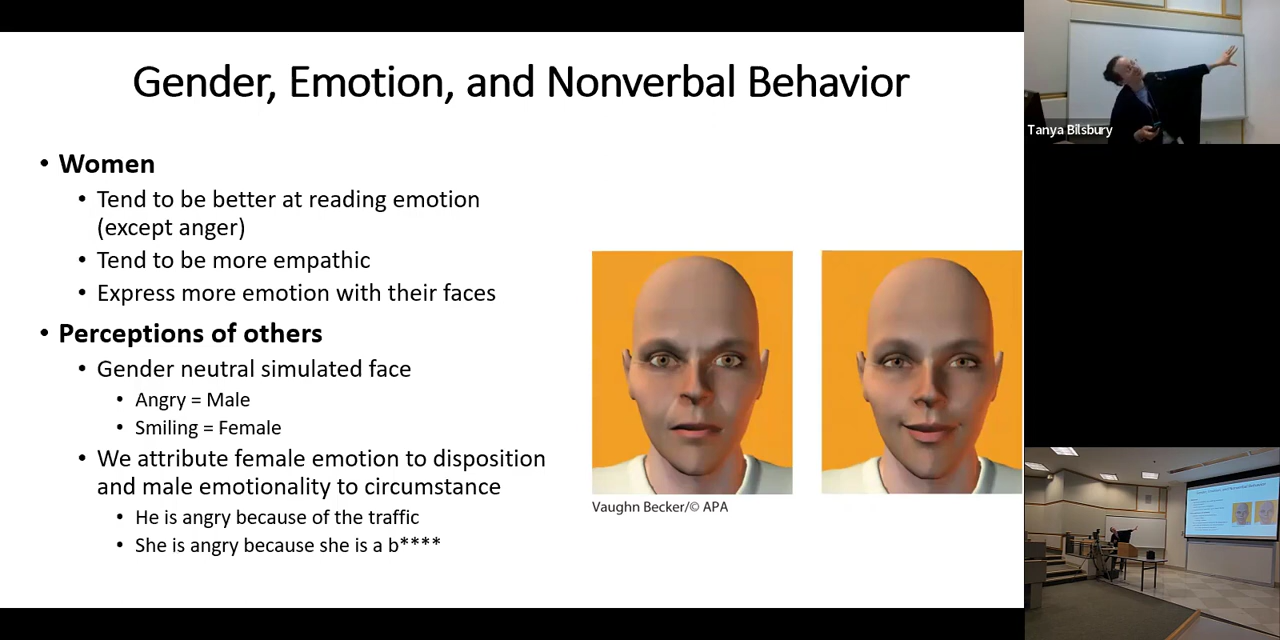 Gender, Emotion, and Nonverbal Behavior
• Women
• Tend to be better at reading emotion
(except anger)
• Tend to be more empathic
• Express more emotion with their faces
• Perceptions of others
• Gender neutral simulated face
• Angry = Male
• Smiling = Female
• We attribute female emotion to disposition
and male emotionality to circumstance
• He is angry because of the traffic
• She is angry because she is a b****
Vaughn Becker/© APA
Tanya Bilsbury